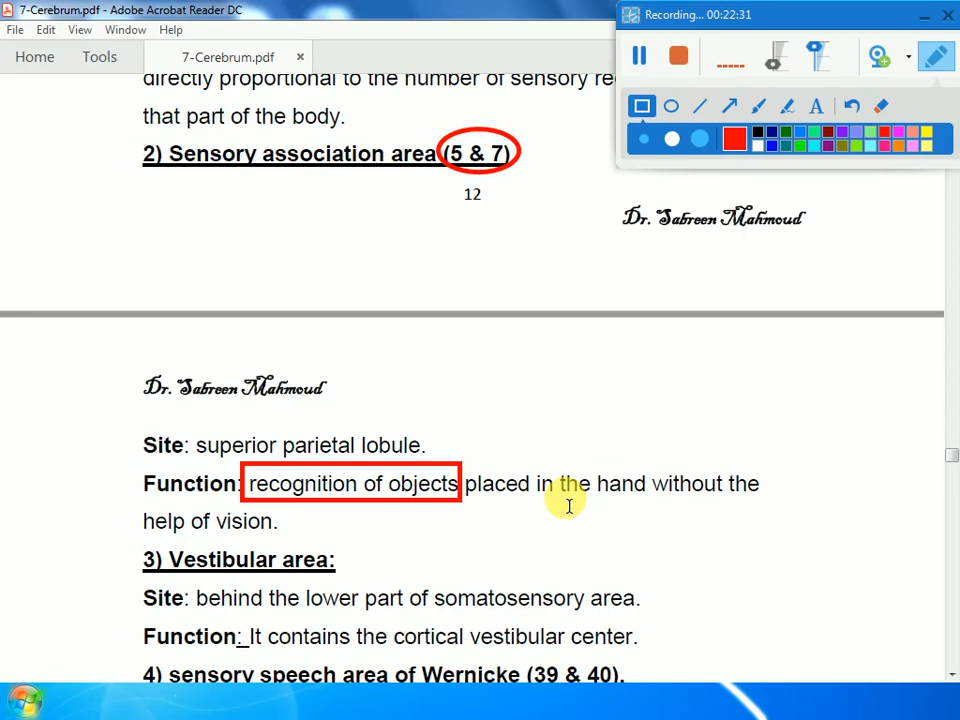 7-Cerebrum.pdf - Adobe Acrobat Reader DC
Recording... 00:22:31
File Edit View Window Help
Home Tools 7-Cerebrum.pdf ×
directly proportional to the number of sensory re
that part of the body.
2) Sensory association area (5 & 7)
12
Dr. Sabreen Mahmoud
Dr. Sabreen Mahmoud
Site: superior parietal lobule.
Function: recognition of objects placed in the hand without the
help of vision.
3) Vestibular area:
Site: behind the lower part of somatosensory area.
Function: It contains the cortical vestibular center.
4) sensory speech area of Wernicke (39 & 40).